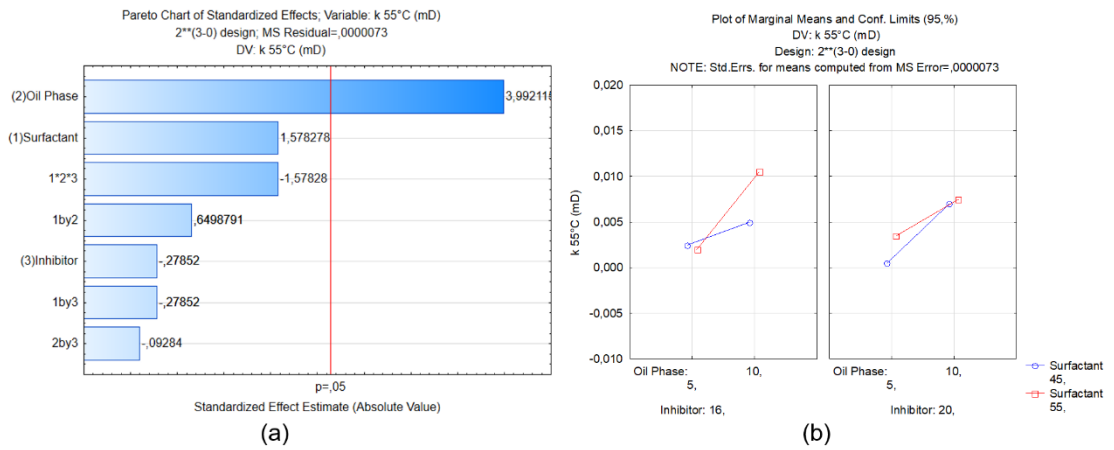 Pareto Chart of Standardized Effects; Variable: k 55°C (mD)
2**(3-0) design; MS Residual=,0000073
DV: k 55°C (mD)
(2)Oil Phase
3,992115
(1)Surfactant
1,578278
1*2*3
-1,57828
1by2
,6498791
(3)Inhibitor
-,27852
1by3
-,27852
2by3
-,09284
p=,05
Standardized Effect Estimate (Absolute Value)
(a)
Plot of Marginal Means and Conf. Limits (95,%)
DV: k 55°C (mD)
Design: 2**(3-0) design
NOTE: Std.Errs. for means computed from MS Error=,0000073
k 55°C (mD)
0,020
0,015
0,010
0,005
0,000
-0,005
-0,010
Oil Phase: 10,
5,
Inhibitor: 16,
Oil Phase: 10,
5,
Inhibitor: 20,
Surfactant
45,
Surfactant
55,
(b)